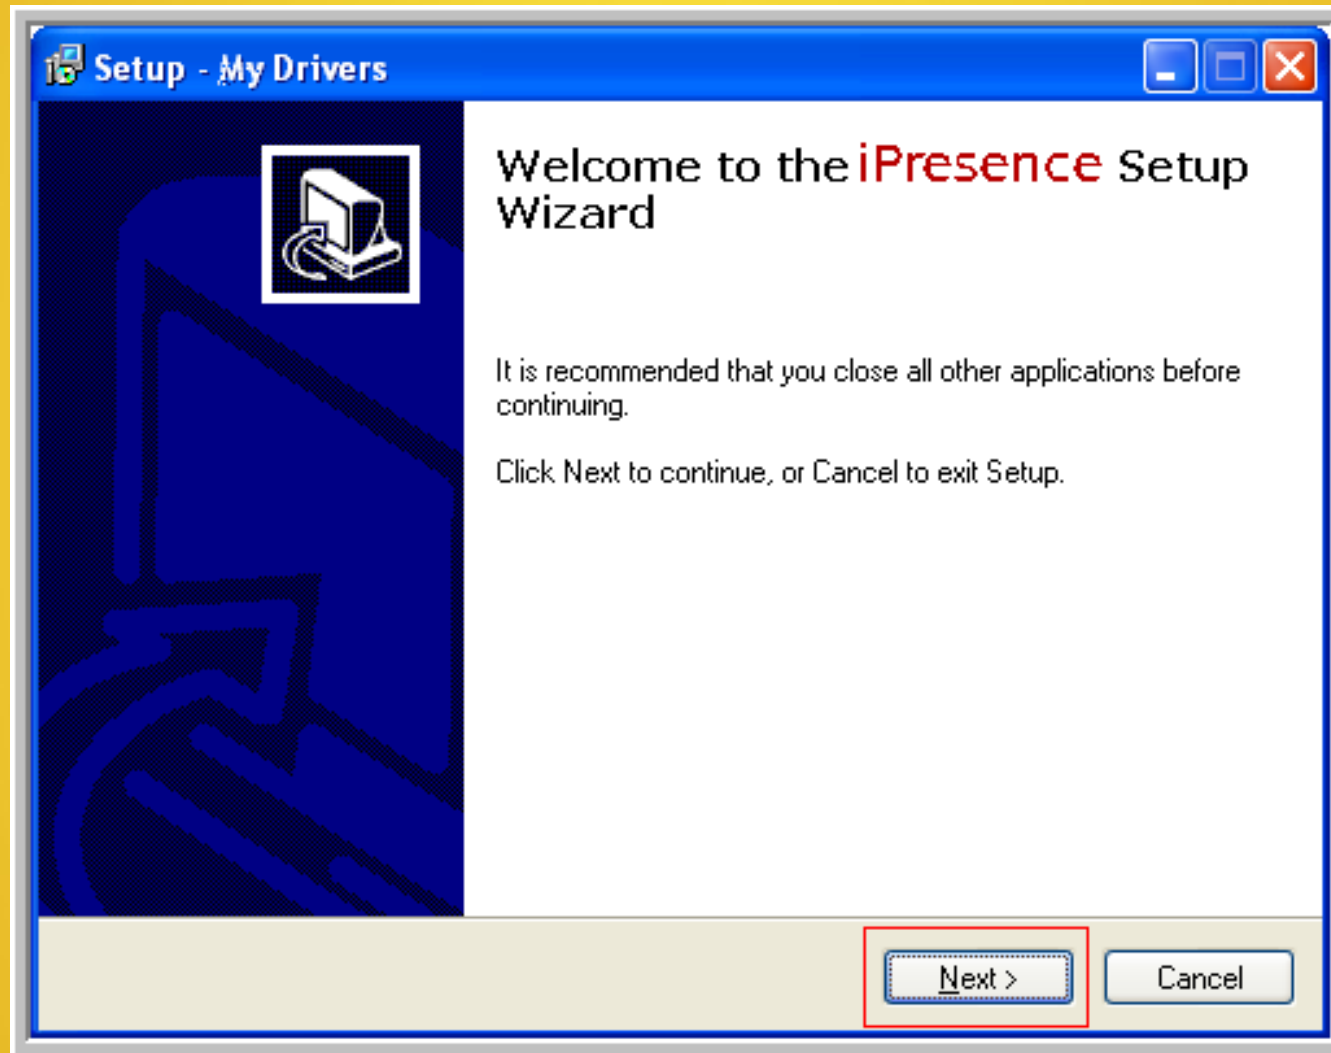 Setup - My Drivers
Welcome to the iPresence Setup
Wizard
It is recommended that you close all other applications before
continuing.
Click Next to continue, or Cancel to exit Setup.
Next >
Cancel